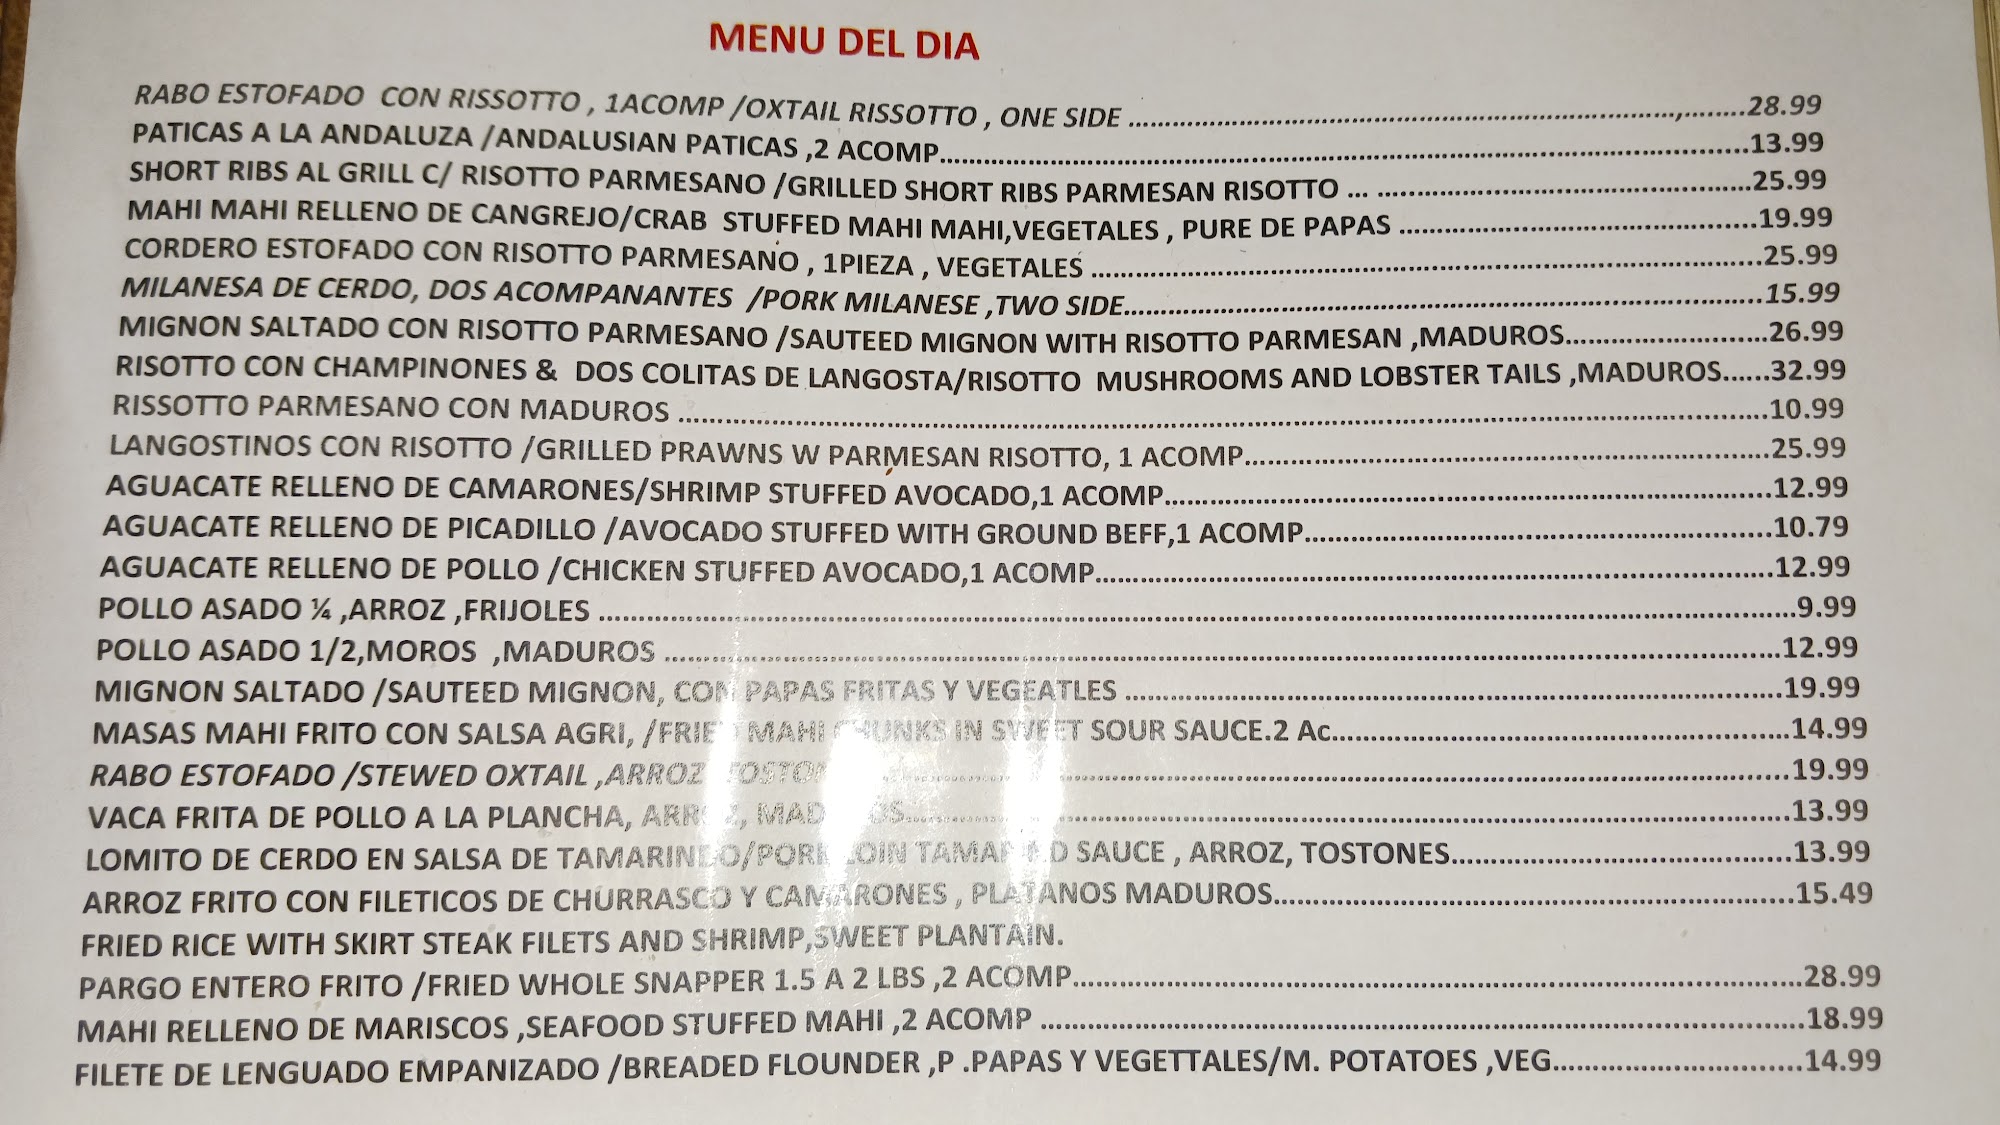 MENU DEL DIA
RABO ESTOFADO CON RISSOTTO , 1ACOMP /OXTAIL RISSOTTO , ONE SIDE ........28.99
PATICAS A LA ANDALUZA /ANDALUSIAN PATICAS ,2 ACOMP........13.99
SHORT RIBS AL GRILL C/ RISOTTO PARMESANO /GRILLED SHORT RIBS PARMESAN RISOTTO ... ........25.99
MAHI MAHI RELLENO DE CANGREJO/CRAB STUFFED MAHI MAHI,VEGETALES , PURE DE PAPAS ........19.99
CORDERO ESTOFADO CON RISOTTO PARMESANO , 1PIEZA , VEGETALES ........25.99
MILANESA DE CERDO, DOS ACOMPANANTES /PORK MILANESE ,TWO SIDE........15.99
MIGNON SALTADO CON RISOTTO PARMESANO /SAUTEED MIGNON WITH RISOTTO PARMESAN ,MADUROS........26.99
RISOTTO CON CHAMPINONES & DOS COLITAS DE LANGOSTA/RISOTTO MUSHROOMS AND LOBSTER TAILS ,MADUROS......32.99
RISSOTTO PARMESANO CON MADUROS ........10.99
LANGOSTINOS CON RISOTTO /GRILLED PRAWNS W PARMESAN RISOTTO, 1 ACOMP........25.99
AGUACATE RELLENO DE CAMARONES/SHRIMP STUFFED AVOCADO,1 ACOMP........12.99
AGUACATE RELLENO DE PICADILLO /AVOCADO STUFFED WITH GROUND BEFF,1 ACOMP........10.79
AGUACATE RELLENO DE POLLO /CHICKEN STUFFED AVOCADO,1 ACOMP........12.99
POLLO ASADO ¼ ,ARROZ ,FRIJOLES ........9.99
POLLO ASADO 1/2,MOROS ,MADUROS ........12.99
MIGNON SALTADO /SAUTEED MIGNON, CON PAPAS FRITAS Y VEGEATLES ........19.99
MASAS MAHI FRITO CON SALSA AGRI, /FRIED MAHI CHUNKS IN SWEET SOUR SAUCE.2 Ac........14.99
RABO ESTOFADO /STEWED OXTAIL ,ARROZ ........19.99
VACA FRITA DE POLLO A LA PLANCHA, ARROZ, MADUROS........13.99
LOMITO DE CERDO EN SALSA DE TAMARINDO/PORK LOIN TAMARIND SAUCE , ARROZ, TOSTONES........13.99
ARROZ FRITO CON FILETICOS DE CHURRASCO Y CAMARONES , PLATANOS MADUROS........15.49
FRIED RICE WITH SKIRT STEAK FILETS AND SHRIMP,SWEET PLANTAIN.
PARGO ENTERO FRITO /FRIED WHOLE SNAPPER 1.5 A 2 LBS ,2 ACOMP........28.99
MAHI RELLENO DE MARISCOS ,SEAFOOD STUFFED MAHI ,2 ACOMP ........18.99
FILETE DE LENGUADO EMPANIZADO /BREADED FLOUNDER ,P .PAPAS Y VEGETTALES/M. POTATOES ,VEG........14.99